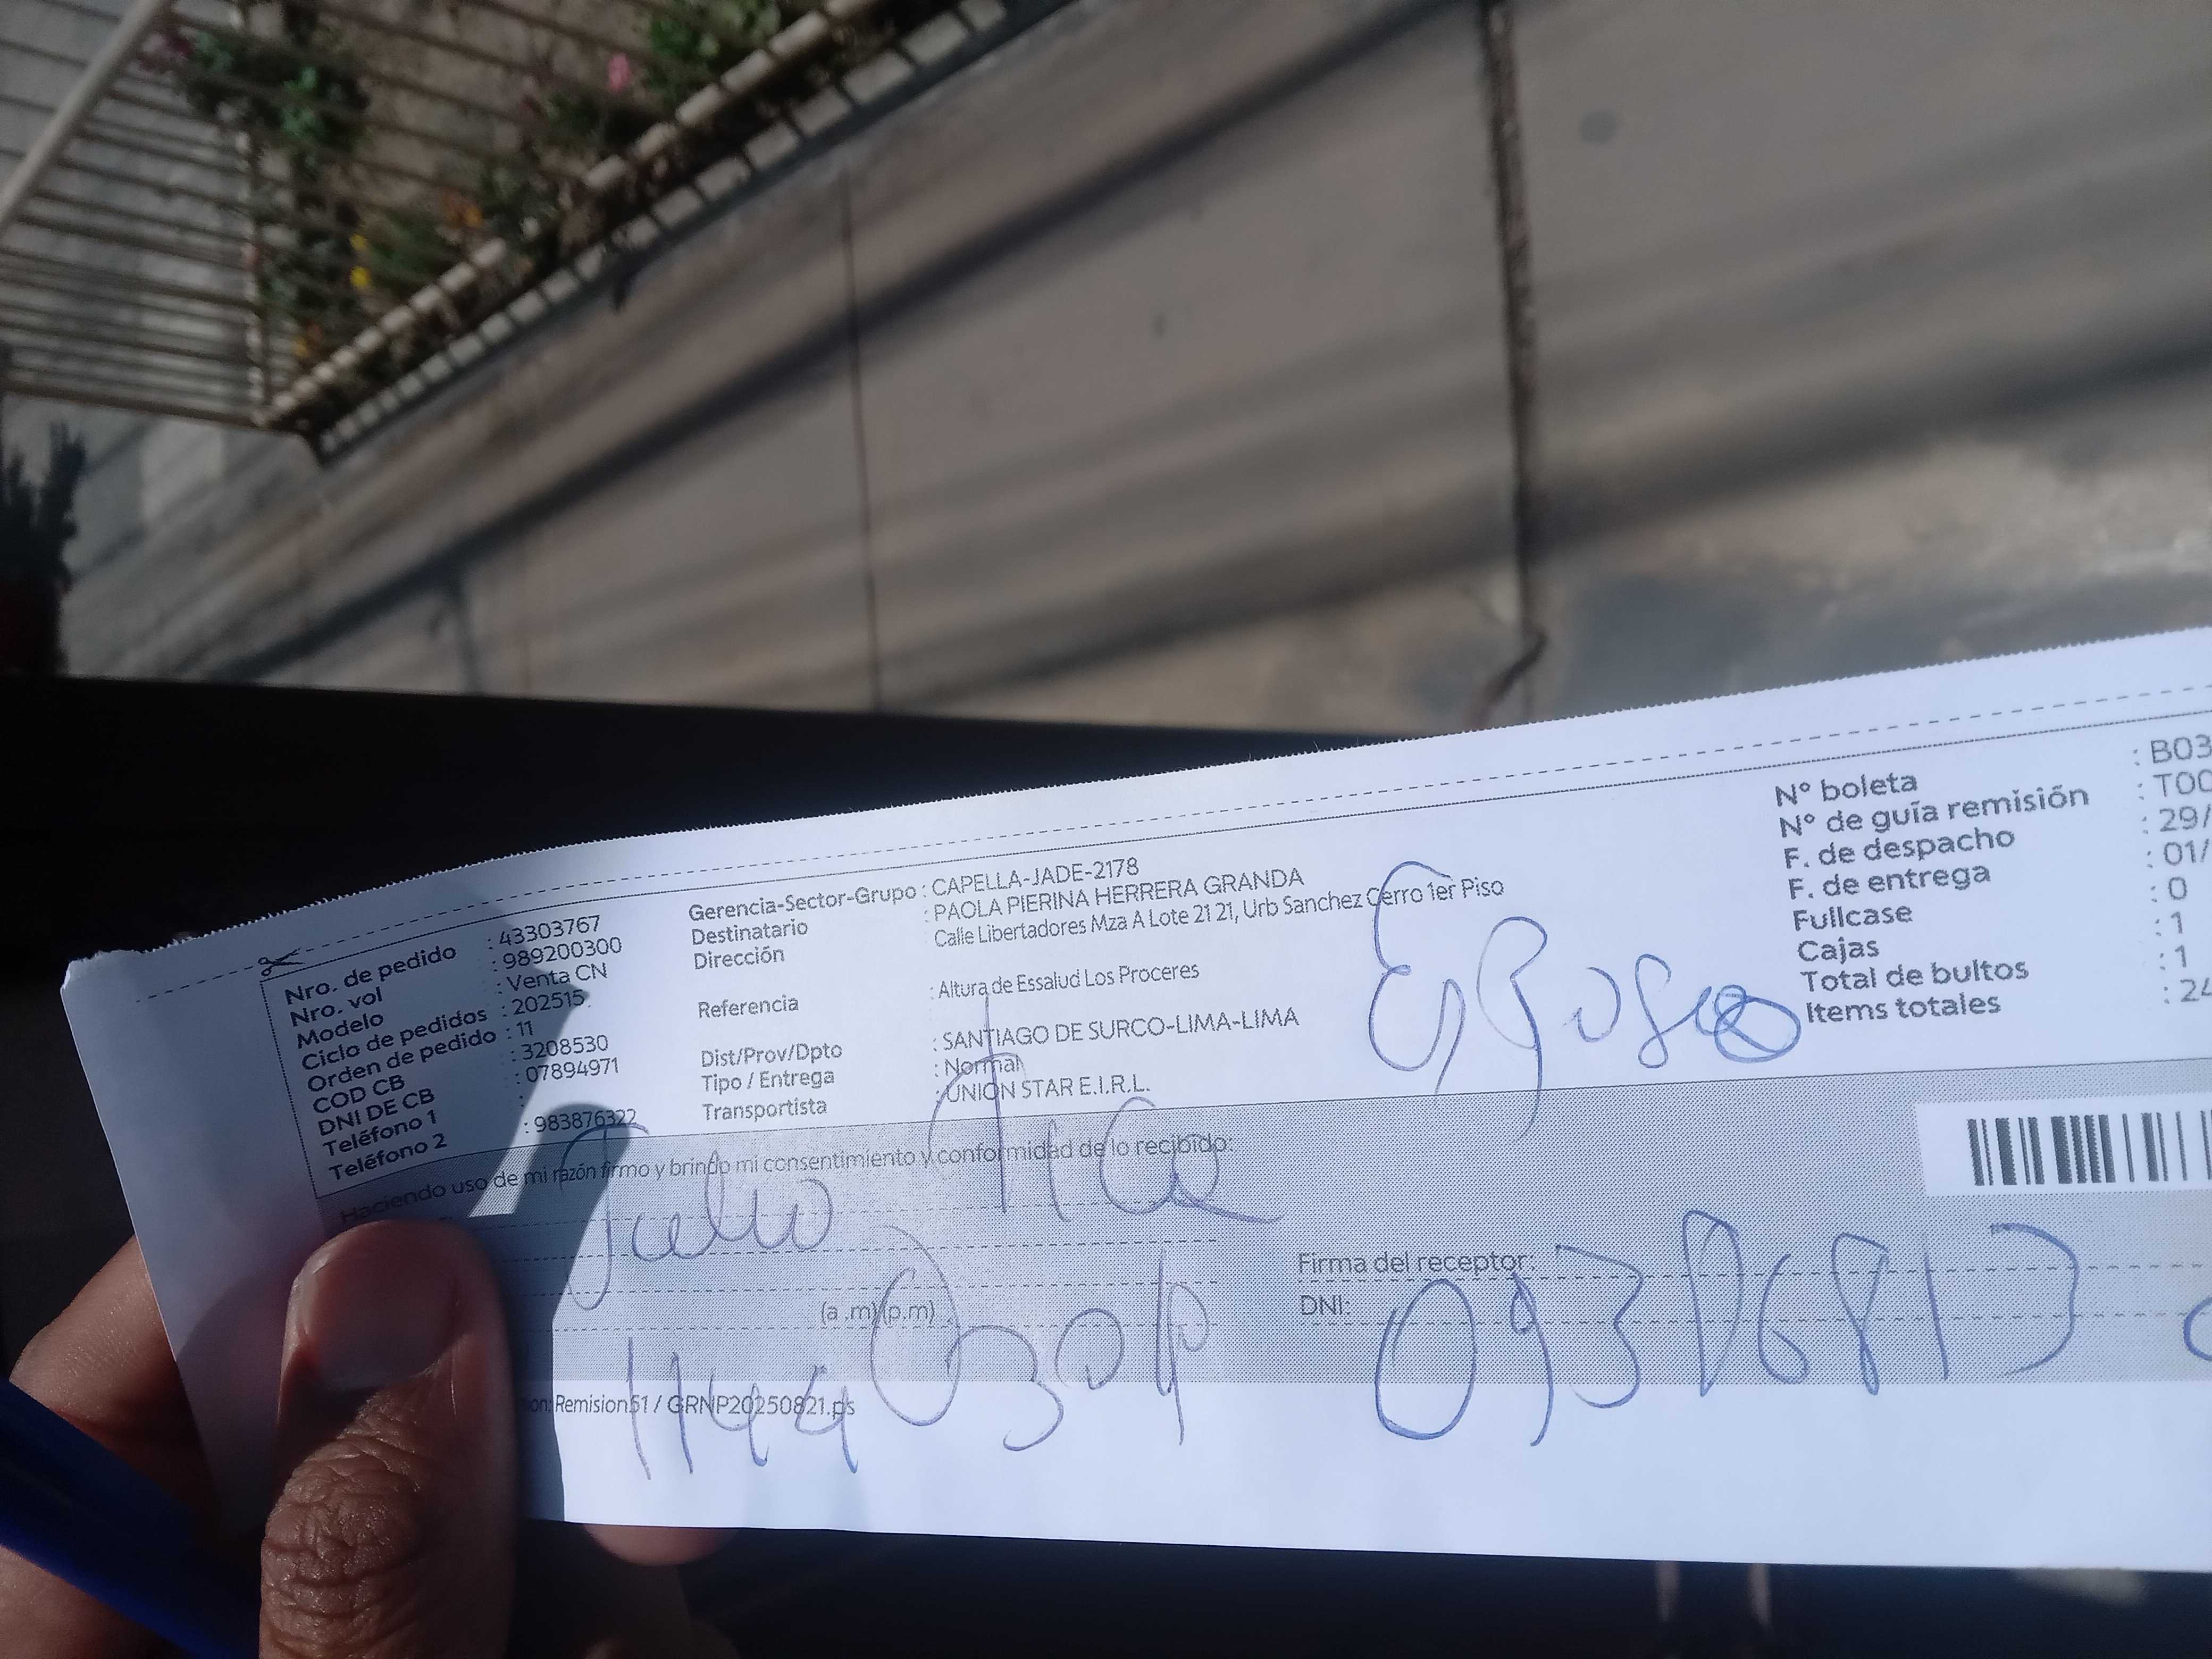 Nro. de pedido : 43303767
Nro. vol : 989200300
Modelo : Venta CN
Ciclo de pedidos : 202515
Orden de pedido : 11
COD CB : 3208530
DNI DE CB : 07894971
Teléfono 1 :
Teléfono 2 : 983876322
Gerencia-Sector-Grupo : CAPELLA-JADE-2178
Destinatario : PAOLA PIERINA HERRERA GRANDA
Dirección : Calle Libertadores Mza A Lote 21 21, Urb Sanchez Cerro 1er Piso
Referencia : Altura de Essalud Los Proceres
Dist/Prov/Dpto : SANTIAGO DE SURCO-LIMA-LIMA
Tipo / Entrega : Normal
Transportista : UNION STAR E.I.R.L.
Esposo
N° boleta : B03
N° de guía remisión : T00
F. de despacho : 29/
F. de entrega : 01/
Fullcase : 0
Cajas : 1
Total de bultos : 1
Items totales : 24
Haciendo uso de mi razón firmo y brindo mi consentimiento y conformidad de lo recibido:
Julio
(a .m) (p.m)
Firma del receptor:
DNI:
Remision51 / GRNP20250821.ps